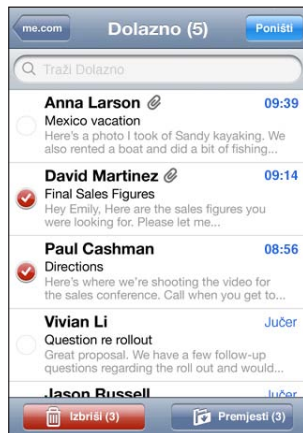 me.com Dolazno (5) Poništi
Traži Dolazno
Anna Larson 09:39
Mexico vacation
Here's a photo I took of Sandy kayaking. We
also rented a boat and did a bit of fishing...
David Martinez 09:14
Final Sales Figures
Hey Emily, Here are the sales figures you
were looking for. Please let me...
Paul Cashman 08:56
Directions
Here's where we're shooting the video for
the sales conference. Call when you get to...
Vivian Li Jučer
Question re rollout
Great proposal. We have a few follow-up
questions regarding the roll out and would...
Jason Russell Jučer
Izbriši (3) Premjesti (3)